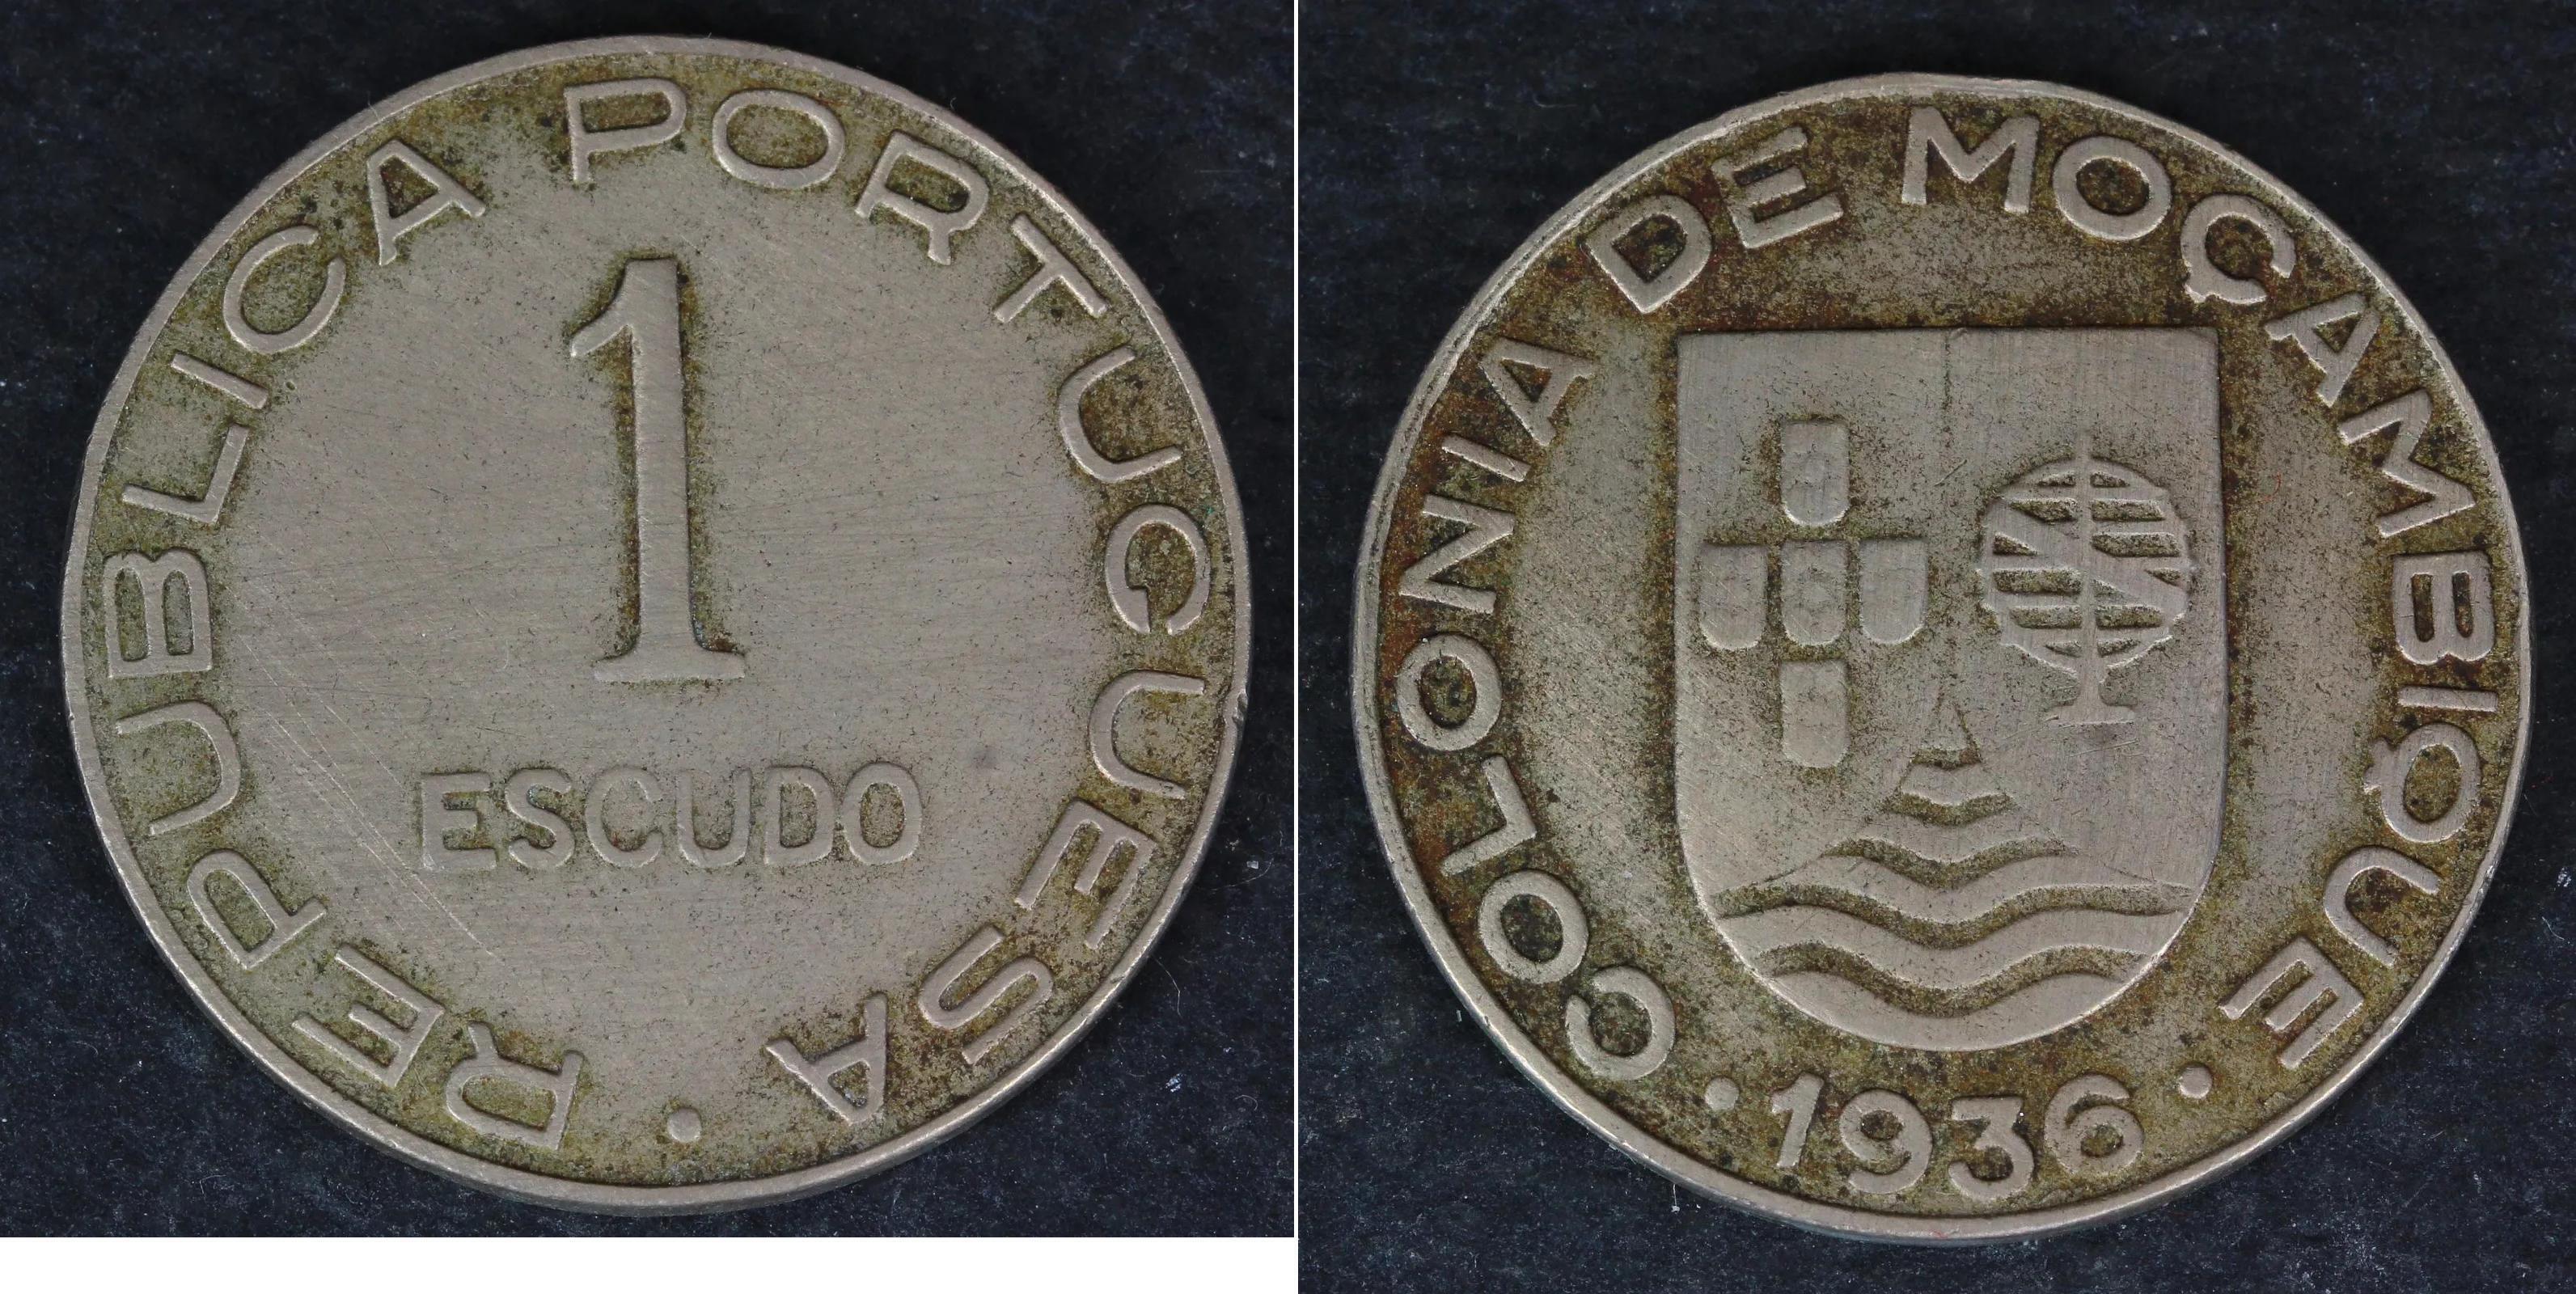 REPUBLICA PORTUGUESA
1
ESCUDO
COLONIA DE MOÇAMBIQUE
1936